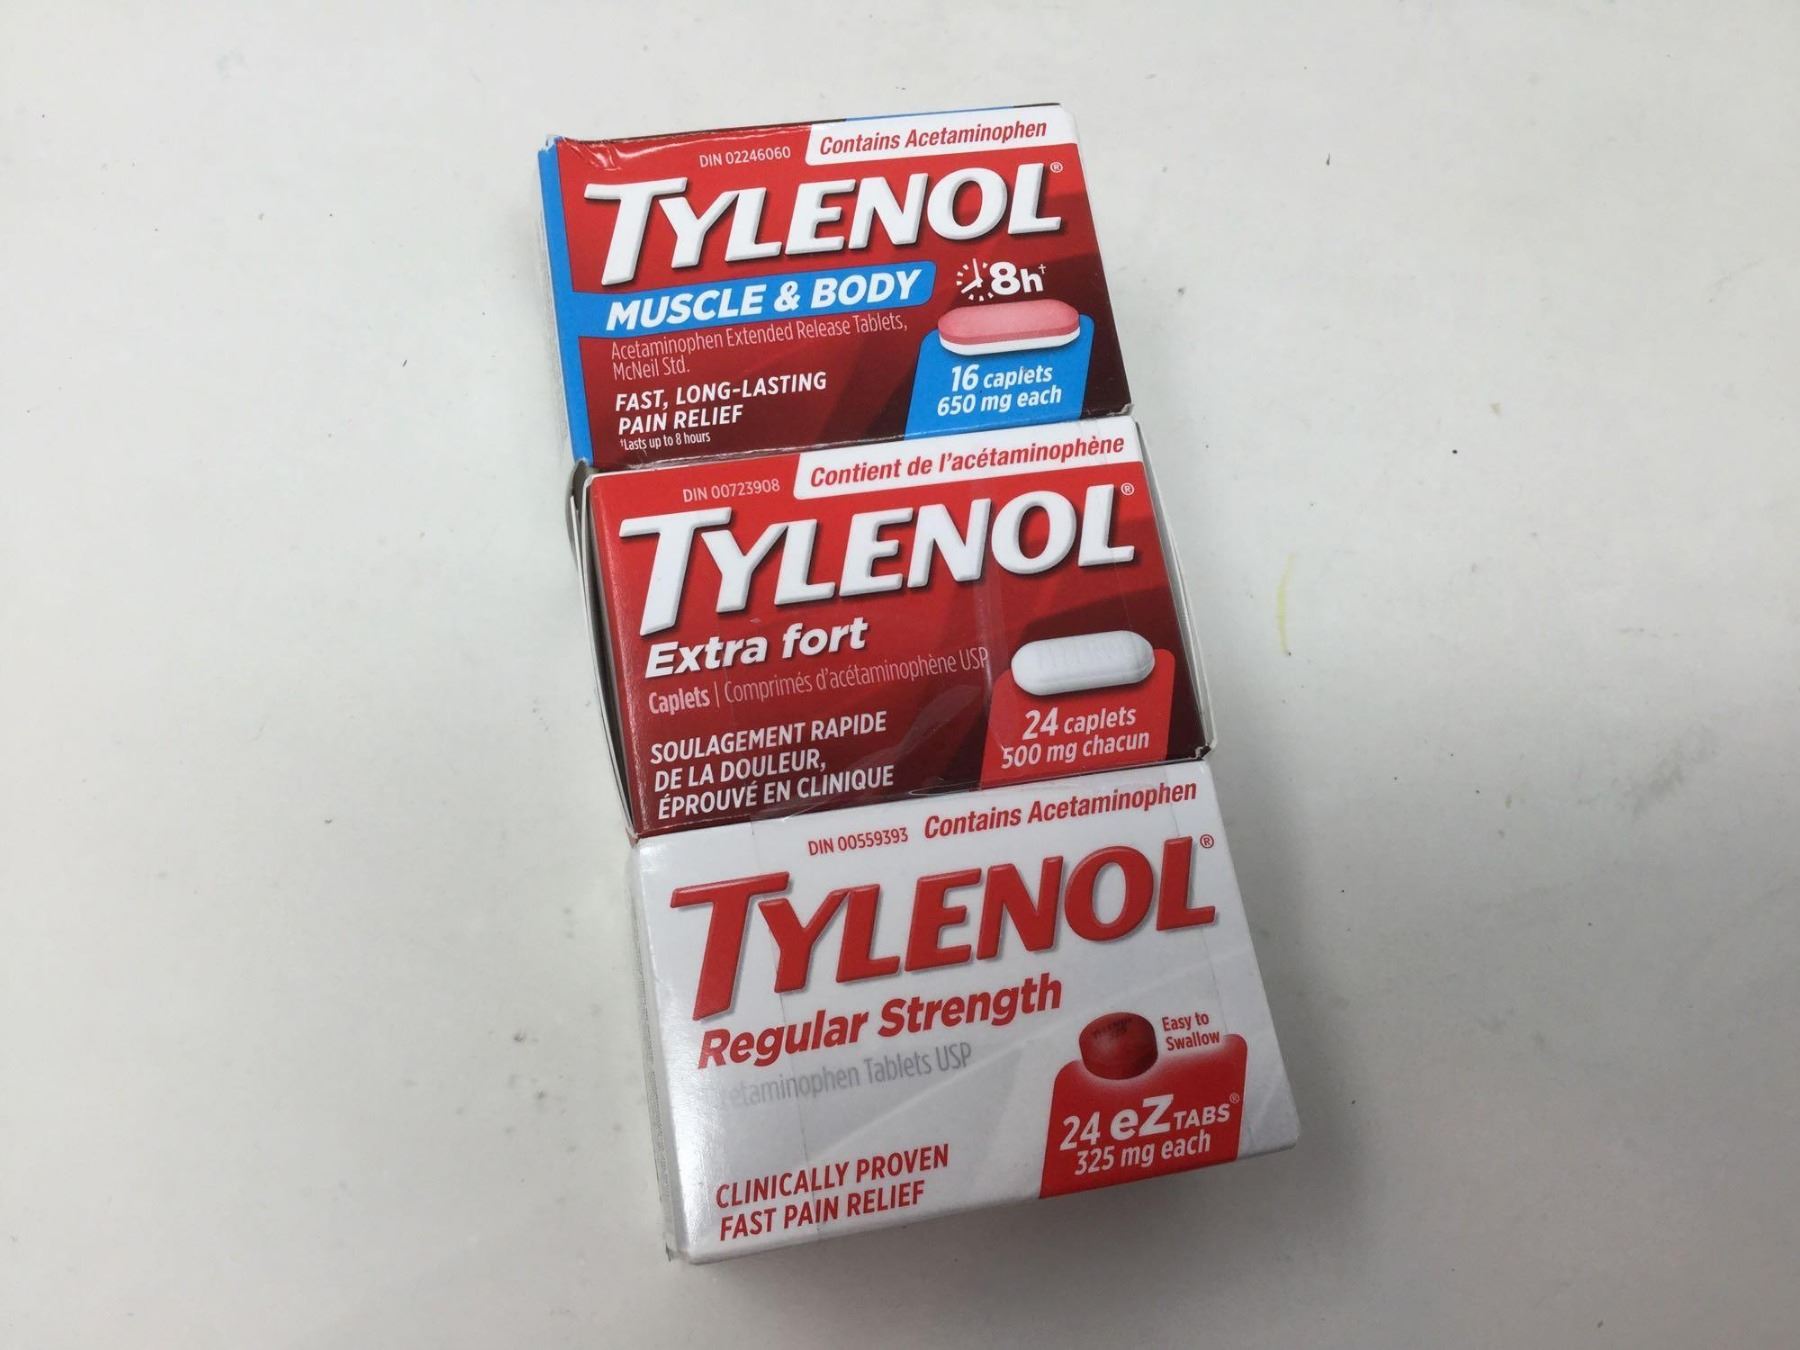 DIN 02246060
Contains Acetaminophen
TYLENOL®
MUSCLE & BODY
8h†
Acetaminophen Extended Release Tablets,
McNeil Std.
FAST, LONG-LASTING
PAIN RELIEF
†Lasts up to 8 hours
16 caplets
650 mg each
DIN 00723908
Contient de l'acétaminophène
TYLENOL®
Extra fort
Caplets | Comprimés d'acétaminophène USP
SOULAGEMENT RAPIDE
DE LA DOULEUR,
ÉPROUVÉ EN CLINIQUE
24 caplets
500 mg chacun
DIN 00559393
Contains Acetaminophen
TYLENOL®
Regular Strength
Tablets USP
Easy to
Swallow
CLINICALLY PROVEN
FAST PAIN RELIEF
24 eZ TABS®
325 mg each